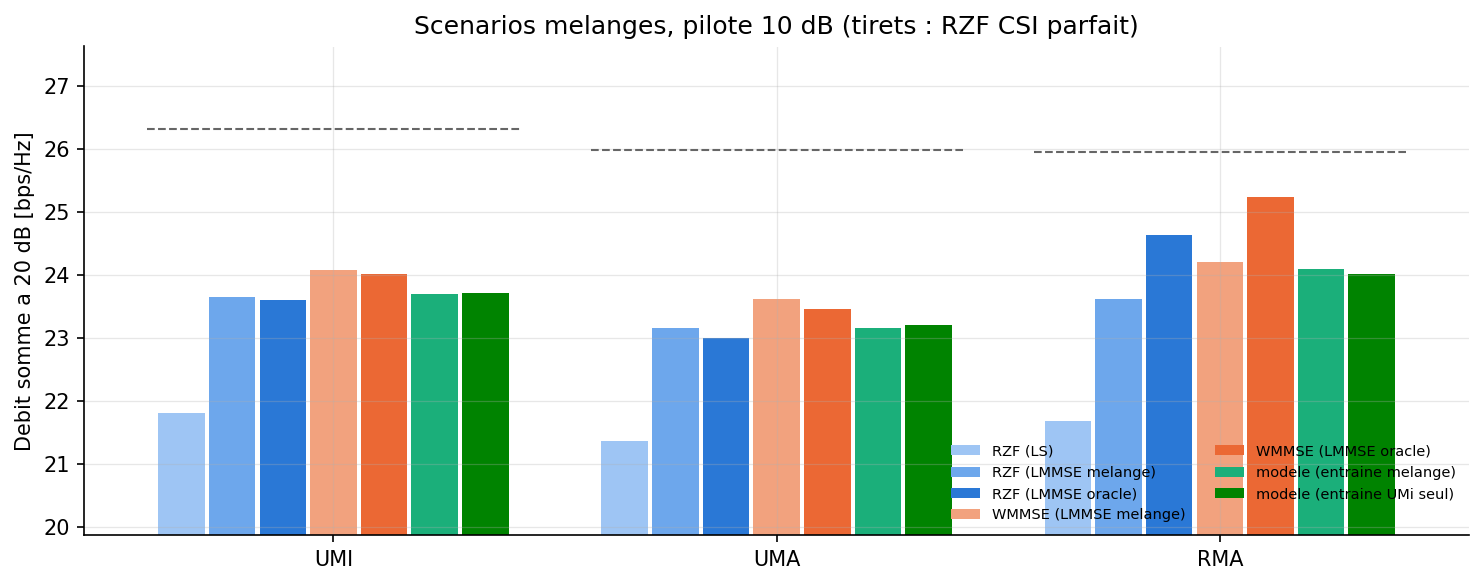 Scenarios melanges, pilote 10 dB (tirets : RZF CSI parfait)
Debit somme a 20 dB [bps/Hz]
27
26
25
24
23
22
21
20
UMI
UMA
RMA
RZF (LS)
RZF (LMMSE melange)
RZF (LMMSE oracle)
WMMSE (LMMSE melange)
WMMSE (LMMSE oracle)
modele (entraine melange)
modele (entraine UMi seul)